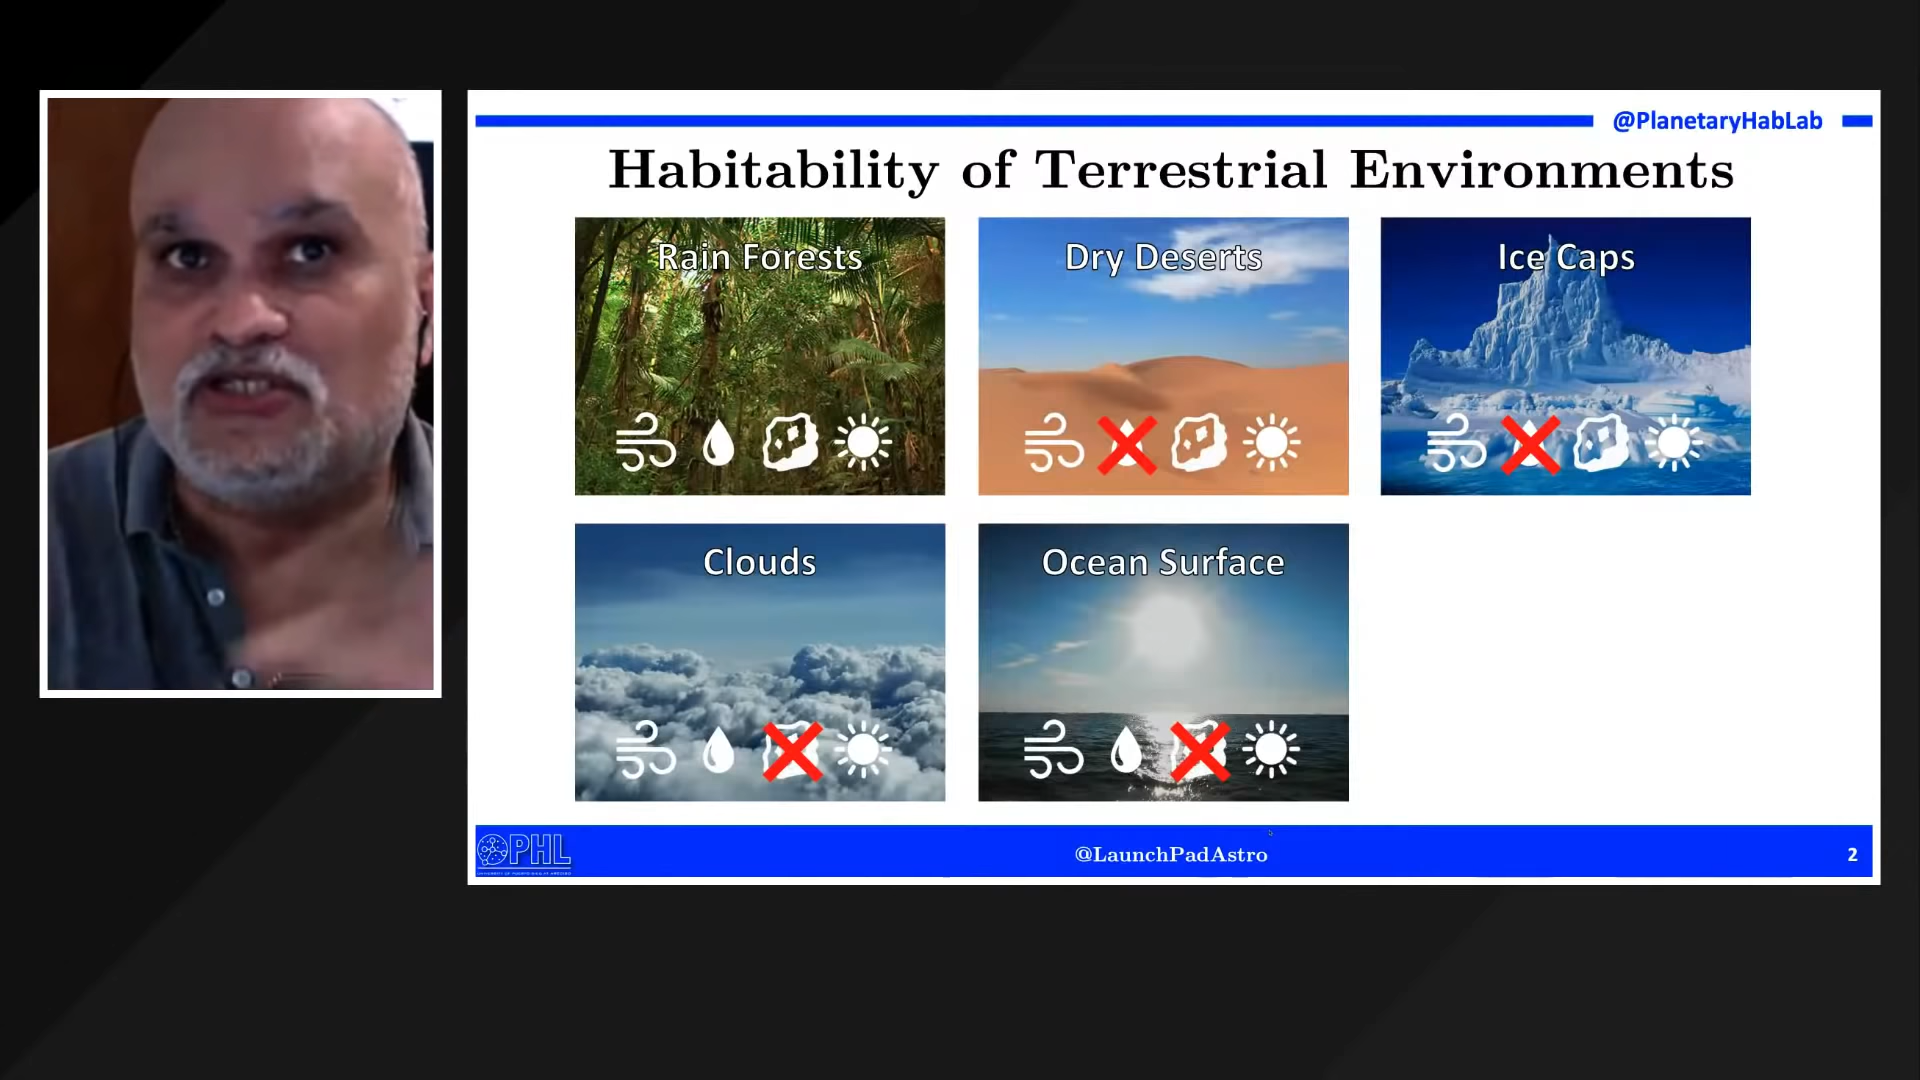 @PlanetaryHabLab
Habitability of Terrestrial Environments
Rain Forests
Dry Deserts
Ice Caps
Clouds
Ocean Surface
PHL
@LaunchPadAstro
2